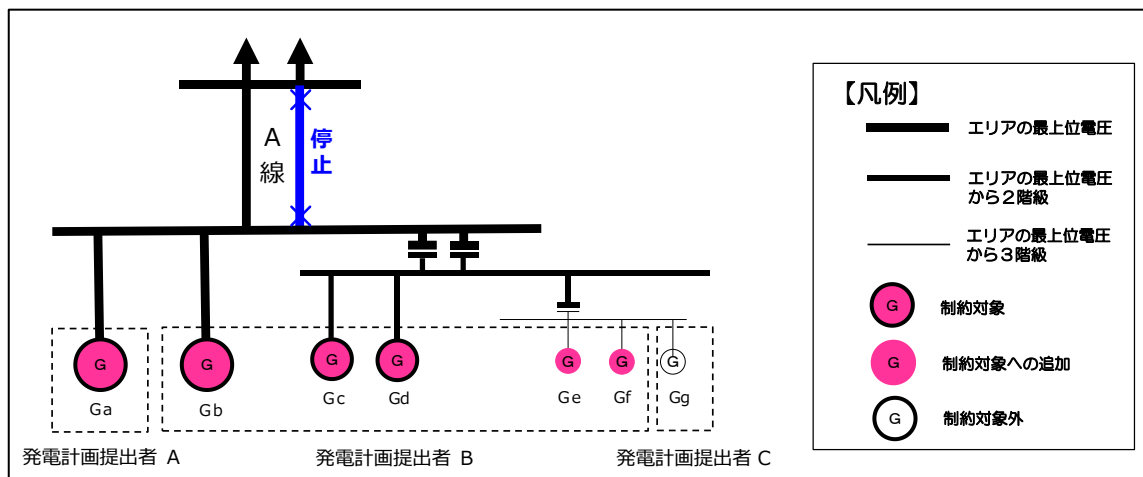 A
線
停止
G
Ga
G
Gb
G
Gc
G
Gd
G
Ge
G
Gf
G
Gg
発電計画提出者 A
発電計画提出者 B
発電計画提出者 C
【凡例】
エリアの最上位電圧
エリアの最上位電圧
から2階級
エリアの最上位電圧
から3階級
G
制約対象
G
制約対象への追加
G
制約対象外